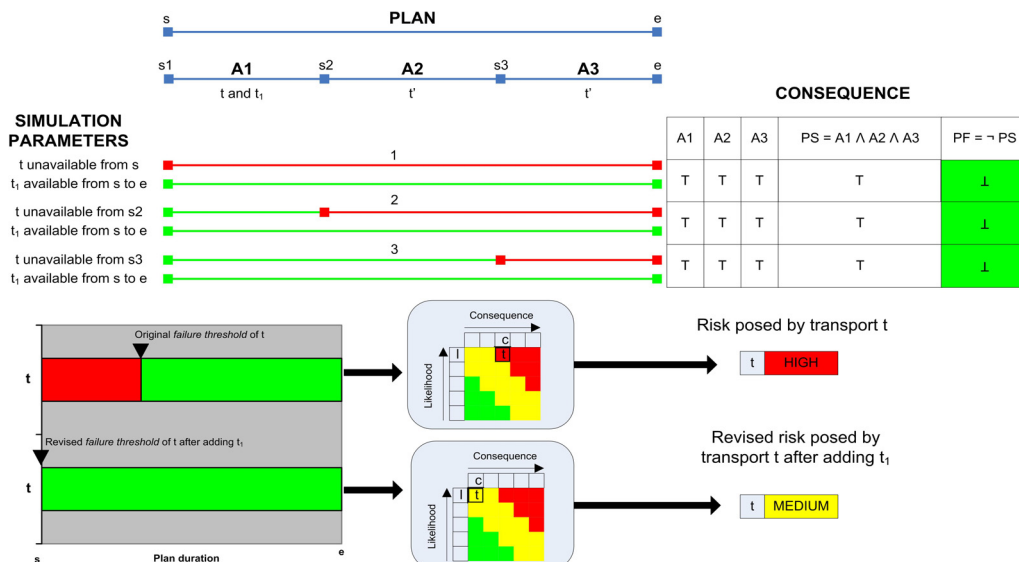 s PLAN e
s1 A1 s2 A2 s3 A3 e
t and t₁ t' t'
CONSEQUENCE
SIMULATION
PARAMETERS
A1 A2 A3 PS = A1 Λ A2 Λ A3 PF = ¬ PS
t unavailable from s 1
t₁ available from s to e
T T T T ⊥
t unavailable from s2 2
t₁ available from s to e
T T T T ⊥
t unavailable from s3 3
t₁ available from s to e
T T T T ⊥
Original failure threshold of t
t
Revised failure threshold of t after adding t₁
t
s e
Plan duration
Consequence
c
l t
Likelihood
Consequence
c
l t
Likelihood
Risk posed by transport t
t HIGH
Revised risk posed by
transport t after adding t₁
t MEDIUM